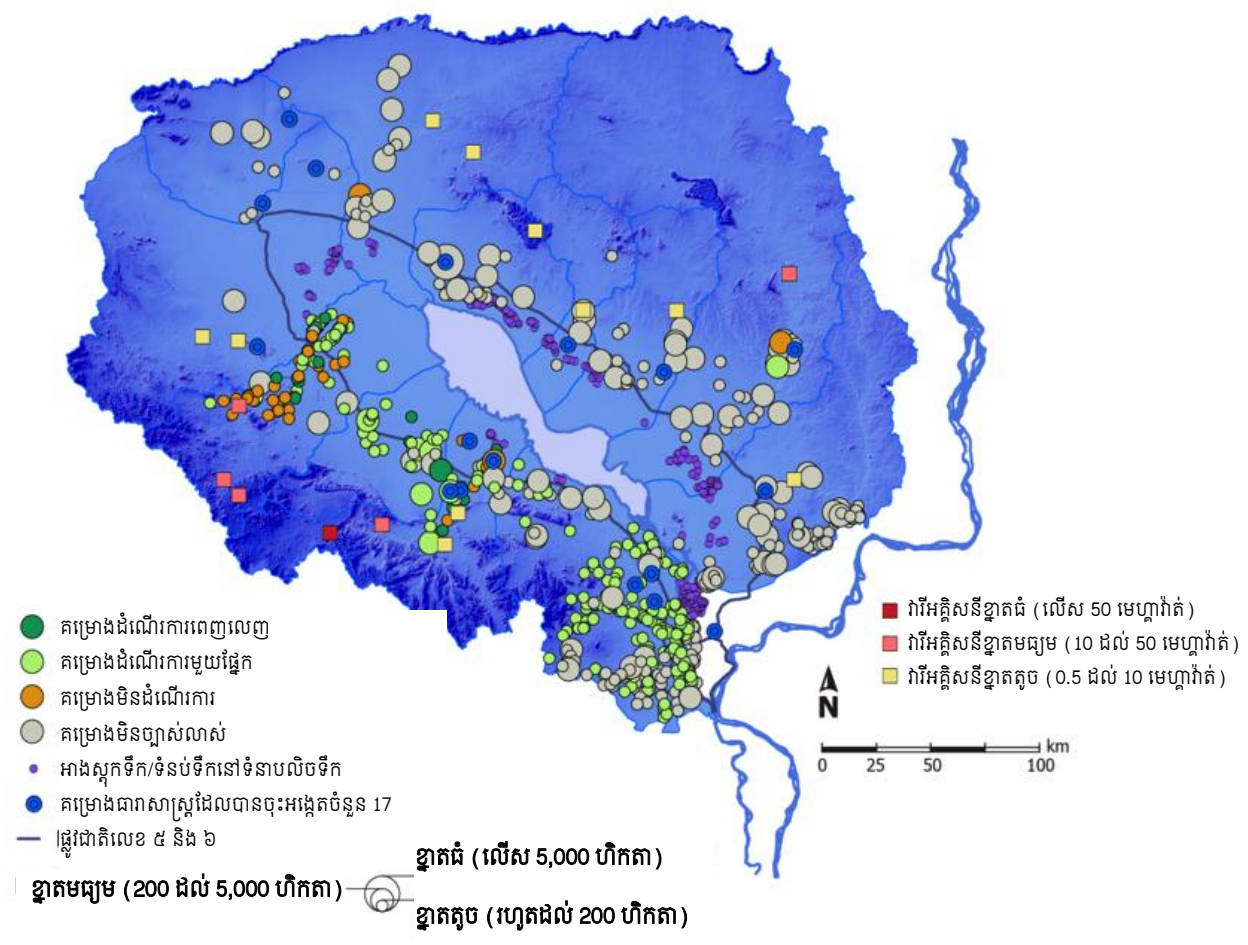 គម្រោងដំណើរការពេញលេញ
គម្រោងដំណើរការមួយផ្នែក
គម្រោងមិនដំណើរការ
គម្រោងមិនច្បាស់លាស់
អាងស្តុកទឹក/ទំនប់ទឹកនៅទំនាបលិចទឹក
គម្រោងធារាសាស្ត្រដែលបានចុះអង្កេតចំនួន 17
ផ្លូវជាតិលេខ ៥ និង ៦
ខ្នាតធំ (លើស 5,000 ហិកតា)
ខ្នាតមធ្យម (200 ដល់ 5,000 ហិកតា)
ខ្នាតតូច (រហូតដល់ 200 ហិកតា)
វារីអគ្គិសនីខ្នាតធំ (លើស 50 មេហ្គាវ៉ាត់)
វារីអគ្គិសនីខ្នាតមធ្យម (10 ដល់ 50 មេហ្គាវ៉ាត់)
វារីអគ្គិសនីខ្នាតតូច (0.5 ដល់ 10 មេហ្គាវ៉ាត់)
N
km
0 25 50 100